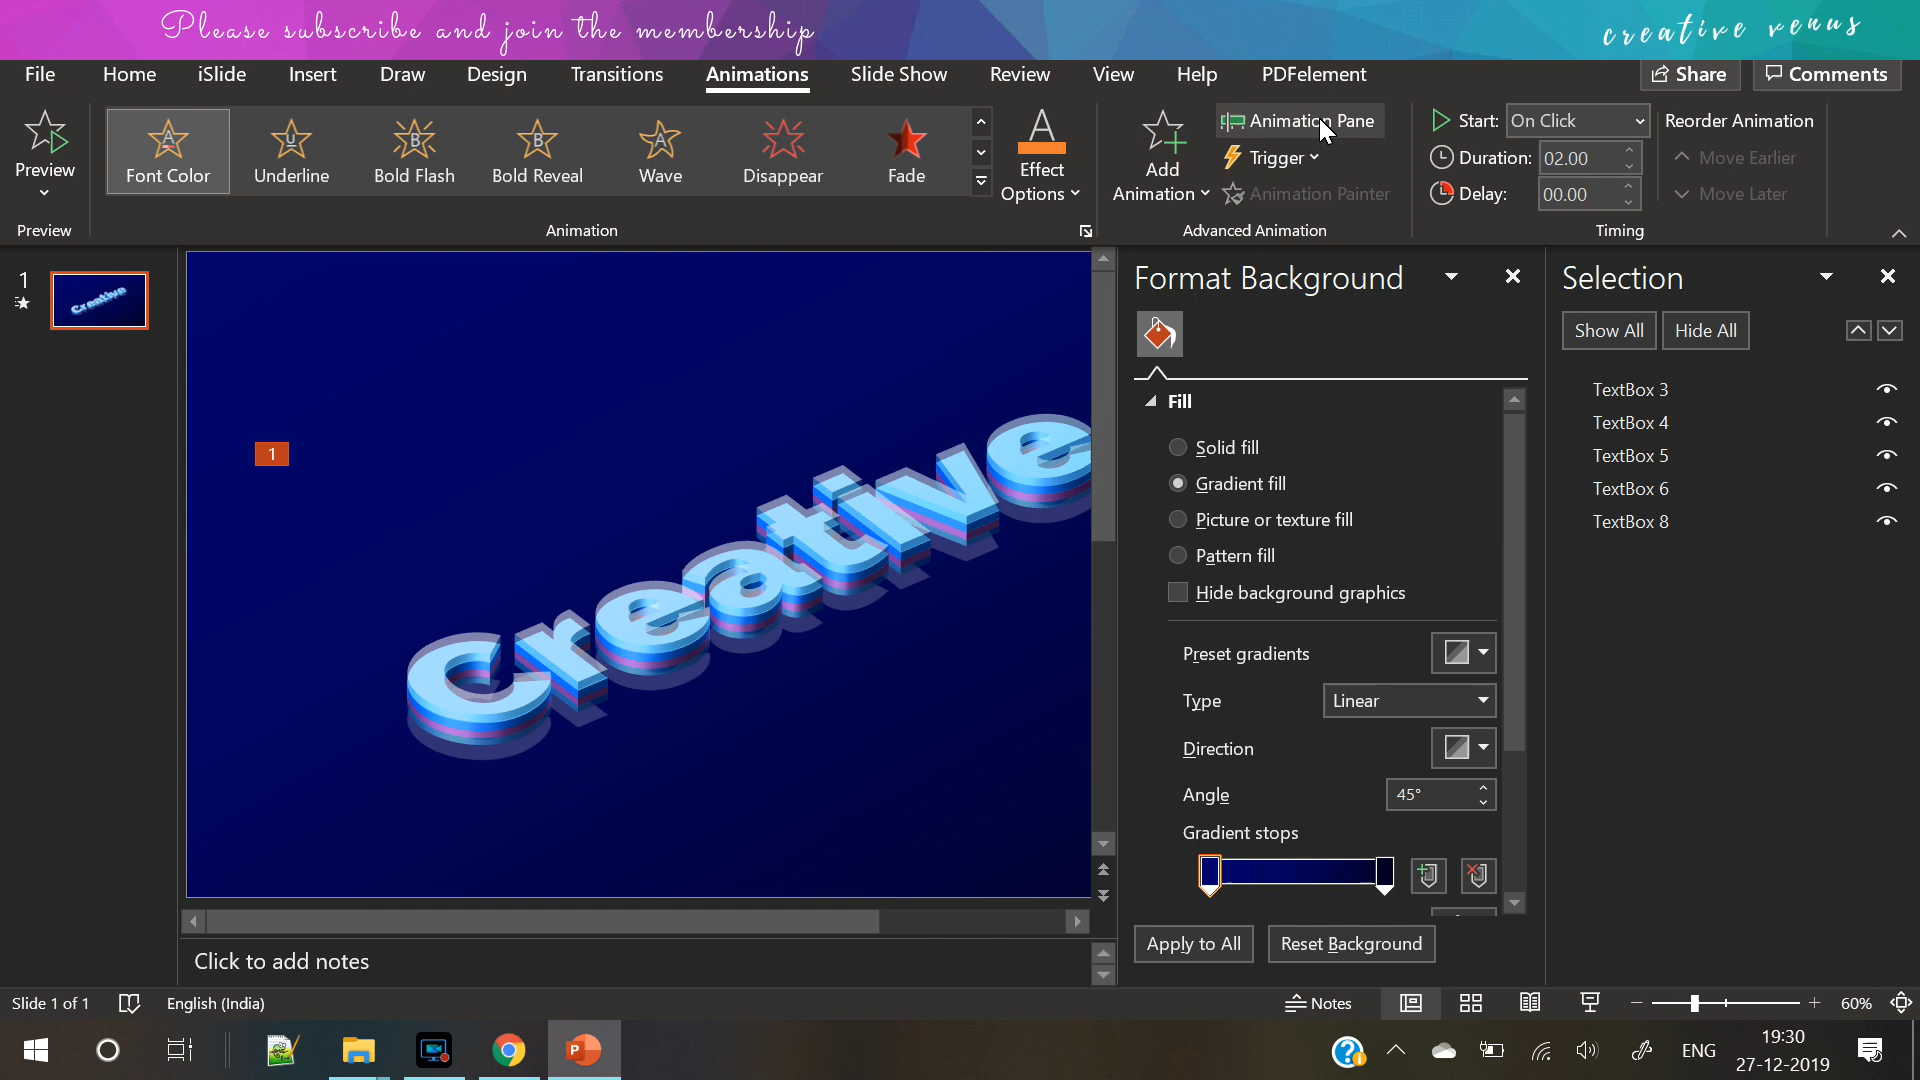 Please subscribe and join the membership
creative venus
File Home iSlide Insert Draw Design Transitions Animations Slide Show Review View Help PDFelement Share Comments
Preview
Font Color Underline Bold Flash Bold Reveal Wave Disappear Fade
Effect Options
Add Animation
Animation Pane
Trigger
Animation Painter
Start: On Click
Duration: 02.00
Delay: 00.00
Reorder Animation
Move Earlier
Move Later
Preview Animation Advanced Animation Timing
1
Creative
1
Creative
Format Background
Fill
Solid fill
Gradient fill
Picture or texture fill
Pattern fill
Hide background graphics
Preset gradients
Type Linear
Direction
Angle 45°
Gradient stops
Apply to All Reset Background
Selection
Show All Hide All
TextBox 3
TextBox 4
TextBox 5
TextBox 6
TextBox 8
Click to add notes
Slide 1 of 1 English (India) Notes 60%
ENG
19:30
27-12-2019